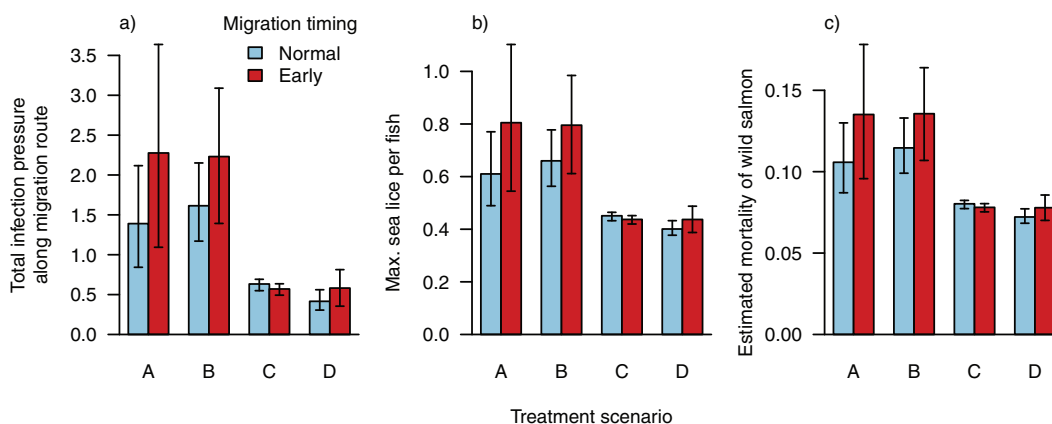 a)
Migration timing
Normal
Early
Total infection pressure
along migration route
3.5
3.0
2.5
2.0
1.5
1.0
0.5
0.0
A B C D
b)
Max. sea lice per fish
1.0
0.8
0.6
0.4
0.2
0.0
A B C D
Treatment scenario
c)
Estimated mortality of wild salmon
0.15
0.10
0.05
0.00
A B C D